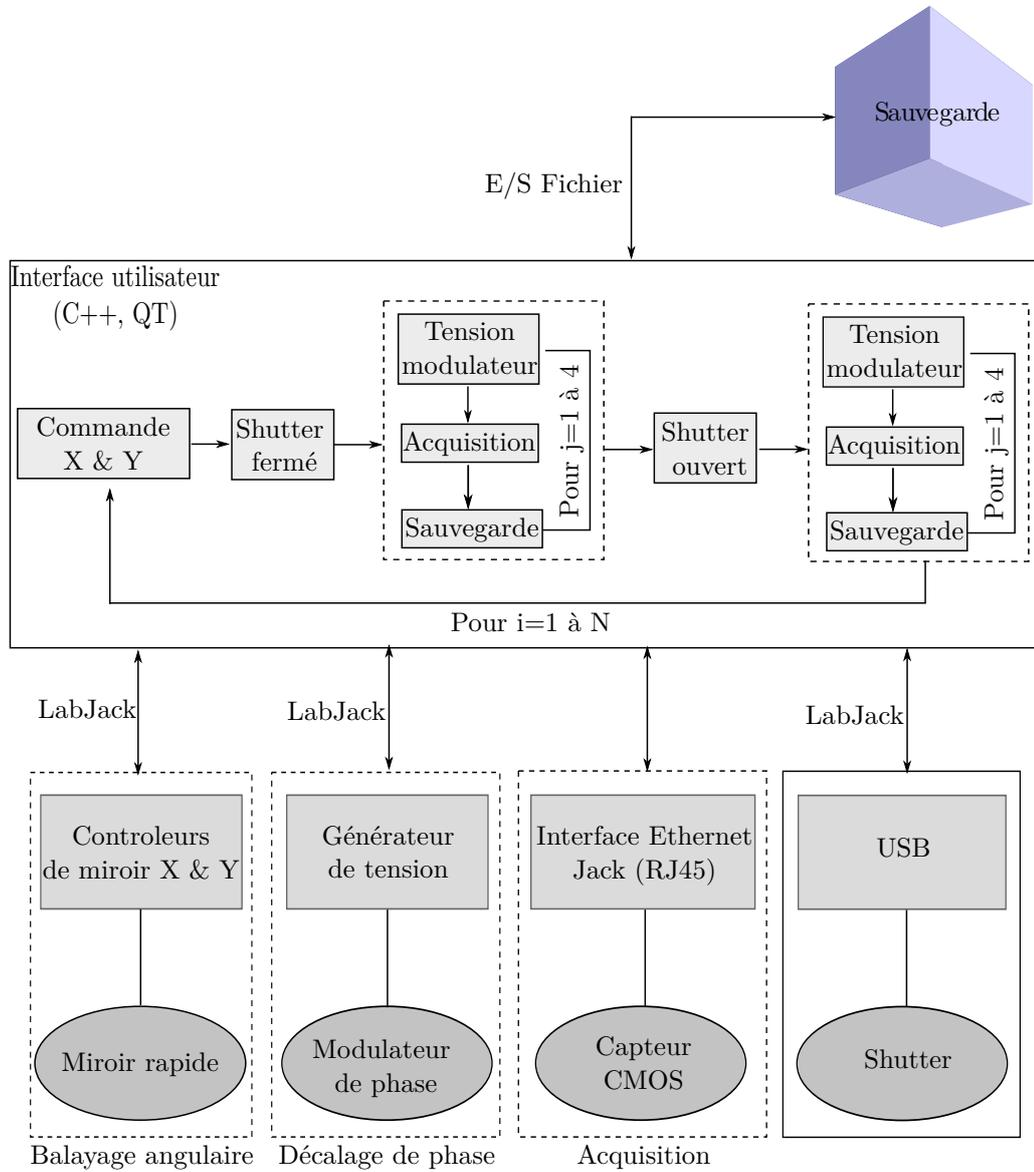 Sauvegarde
E/S Fichier
Interface utilisateur
(C++, QT)
Commande
X & Y
Shutter
fermé
Tension
modulateur
Acquisition
Sauvegarde
Pour j=1 à 4
Shutter
ouvert
Tension
modulateur
Acquisition
Sauvegarde
Pour j=1 à 4
Pour i=1 à N
LabJack
LabJack
LabJack
Controleurs
de miroir X & Y
Générateur
de tension
Interface Ethernet
Jack (RJ45)
USB
Miroir rapide
Modulateur
de phase
Capteur
CMOS
Shutter
Balayage angulaire
Décalage de phase
Acquisition